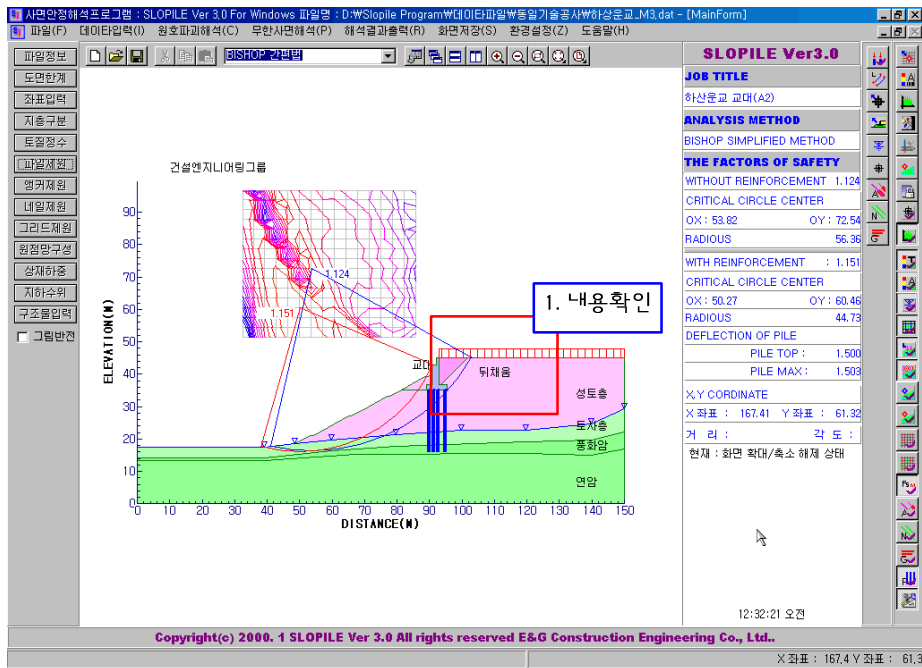 사면안정해석프로그램 : SLOPILE Ver 3.0 For Windows 파일명 : D:₩Slopile Program₩데이타파일₩동일기술공사₩하상운교_M3.dat - [MainForm]
파일(F) 데이타입력(I) 원호파괴해석(C) 무한사면해석(P) 해석결과출력(R) 화면저장(S) 환경설정(Z) 도움말(H)
BISHOP 간편법
파일정보
도면한계
좌표입력
지층구분
토질정수
파일제원
앵커제원
네일제원
그리드제원
원점망구성
상재하중
지하수위
구조물입력
그림반전
건설엔지니어링그룹
ELEVATION(M)
90
80
70
60
50
40
30
20
10
0
0 10 20 30 40 50 60 70 80 90 100 110 120 130 140 150
DISTANCE(M)
1.124
1.151
1. 내용확인
교대
뒤채움
성토층
토사층
풍화암
연암
SLOPILE Ver3.0
JOB TITLE
하산운교 교대(A2)
ANALYSIS METHOD
BISHOP SIMPLIFIED METHOD
THE FACTORS OF SAFETY
WITHOUT REINFORCEMENT 1.124
CRITICAL CIRCLE CENTER
OX : 53.82 OY : 72.54
RADIOUS 56.36
WITH REINFORCEMENT : 1.151
CRITICAL CIRCLE CENTER
OX : 50.27 OY : 60.46
RADIOUS 44.73
DEFLECTION OF PILE
PILE TOP : 1.500
PILE MAX : 1.503
X,Y CORDINATE
X 좌표 : 167.41 Y 좌표 : 61.32
거 리 : 각 도 :
현재 : 화면 확대/축소 해제 상태
12:32:21 오전
Copyright(c) 2000. 1 SLOPILE Ver 3.0 All rights reserved E&G Construction Engineering Co., Ltd..
X 좌표 : 167.4 Y 좌표 : 61.3